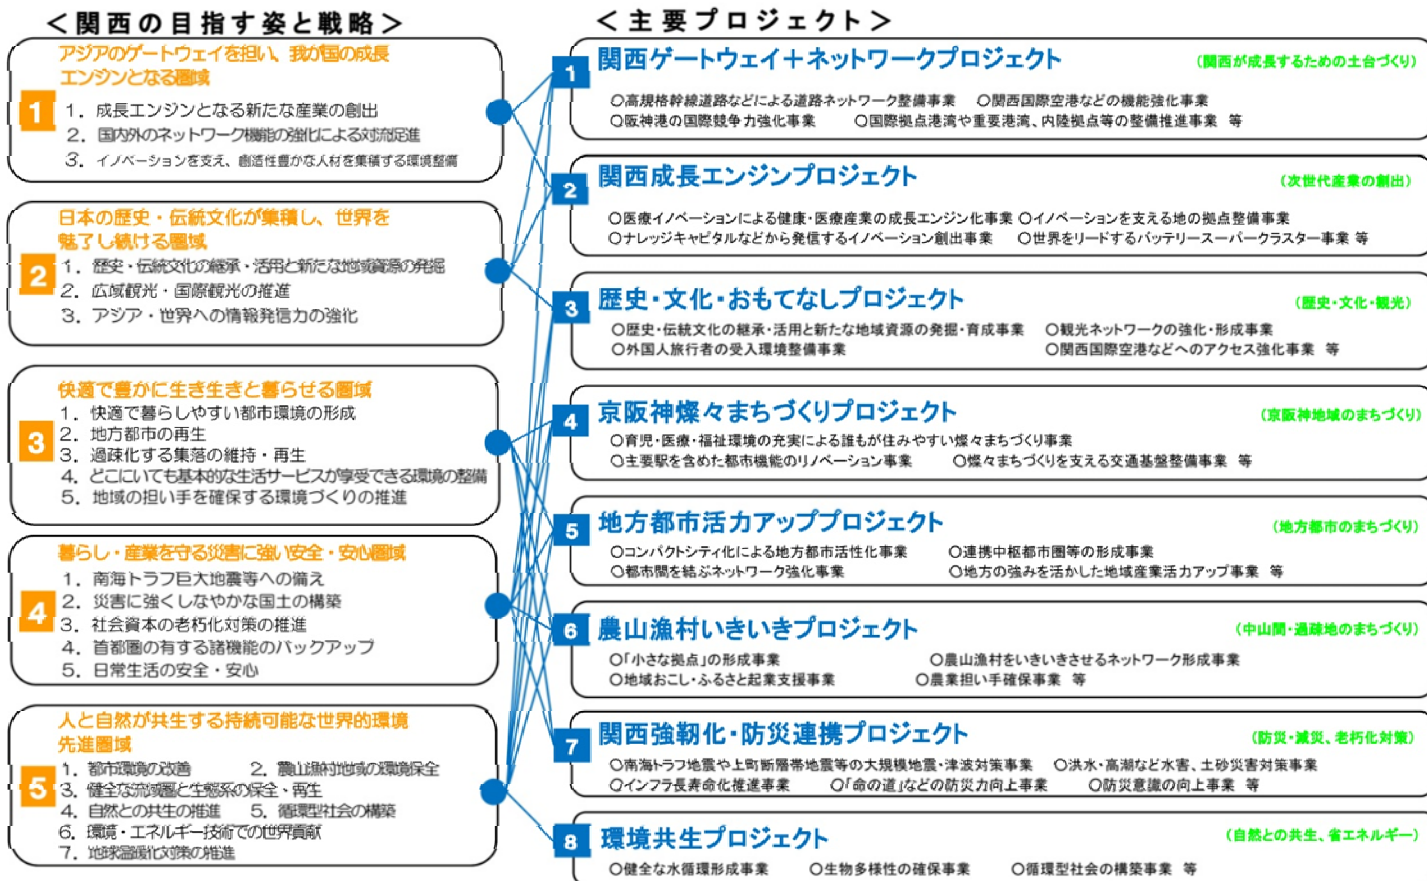 ＜関西の目指す姿と戦略＞
アジアのゲートウェイを担い、我が国の成長
エンジンとなる圏域
1
１．成長エンジンとなる新たな産業の創出
２．国内外のネットワーク機能の強化による対流促進
３．イノベーションを支え、創造性豊かな人材を集積する環境整備
日本の歴史・伝統文化が集積し、世界を
魅了し続ける圏域
2
１．歴史・伝統文化の継承・活用と新たな地域資源の発掘
２．広域観光・国際観光の推進
３．アジア・世界への情報発信力の強化
快適で豊かに生き生きと暮らせる圏域
3
１．快適で暮らしやすい都市環境の形成
２．地方都市の再生
３．過疎化する集落の維持・再生
４．どこにいても基本的な生活サービスが享受できる環境の整備
５．地域の担い手を確保する環境づくりの推進
暮らし・産業を守る災害に強い安全・安心圏域
4
１．南海トラフ巨大地震等への備え
２．災害に強くしなやかな国土の構築
３．社会資本の老朽化対策の推進
４．首都圏の有する諸機能のバックアップ
５．日常生活の安全・安心
人と自然が共生する持続可能な世界的環境
先進圏域
5
１．都市環境の改善 ２．農山漁村地域の環境保全
３．健全な流域圏と生態系の保全・再生
４．自然との共生の推進 ５．循環型社会の構築
６．環境・エネルギー技術での世界貢献
７．地球温暖化対策の推進
＜主要プロジェクト＞
1 関西ゲートウェイ＋ネットワークプロジェクト （関西が成長するための土台づくり）
○高規格幹線道路などによる道路ネットワーク整備事業 ○関西国際空港などの機能強化事業
○阪神港の国際競争力強化事業 ○国際拠点港湾や重要港湾、内陸拠点等の整備推進事業 等
2 関西成長エンジンプロジェクト （次世代産業の創出）
○医療イノベーションによる健康・医療産業の成長エンジン化事業 ○イノベーションを支える地の拠点整備事業
○ナレッジキャピタルなどから発信するイノベーション創出事業 ○世界をリードするバッテリースーパークラスター事業 等
3 歴史・文化・おもてなしプロジェクト （歴史・文化・観光）
○歴史・伝統文化の継承・活用と新たな地域資源の発掘・育成事業 ○観光ネットワークの強化・形成事業
○外国人旅行者の受入環境整備事業 ○関西国際空港などへのアクセス強化事業 等
4 京阪神燦々まちづくりプロジェクト （京阪神地域のまちづくり）
○育児・医療・福祉環境の充実による誰もが住みやすい燦々まちづくり事業
○主要駅を含めた都市機能のリノベーション事業 ○燦々まちづくりを支える交通基盤整備事業 等
5 地方都市活力アッププロジェクト （地方都市のまちづくり）
○コンパクトシティ化による地方都市活性化事業 ○連携中枢都市圏等の形成事業
○都市間を結ぶネットワーク強化事業 ○地方の強みを活かした地域産業活力アップ事業 等
6 農山漁村いきいきプロジェクト （中山間・過疎地のまちづくり）
○「小さな拠点」の形成事業 ○農山漁村をいきいきさせるネットワーク形成事業
○地域おこし・ふるさと起業支援事業 ○農業担い手確保事業 等
7 関西強靭化・防災連携プロジェクト （防災・減災、老朽化対策）
○南海トラフ地震や上町断層帯地震等の大規模地震・津波対策事業 ○洪水・高潮など水害、土砂災害対策事業
○インフラ長寿命化推進事業 ○「命の道」などの防災力向上事業 ○防災意識の向上事業 等
8 環境共生プロジェクト （自然との共生、省エネルギー）
○健全な水循環形成事業 ○生物多様性の確保事業 ○循環型社会の構築事業 等